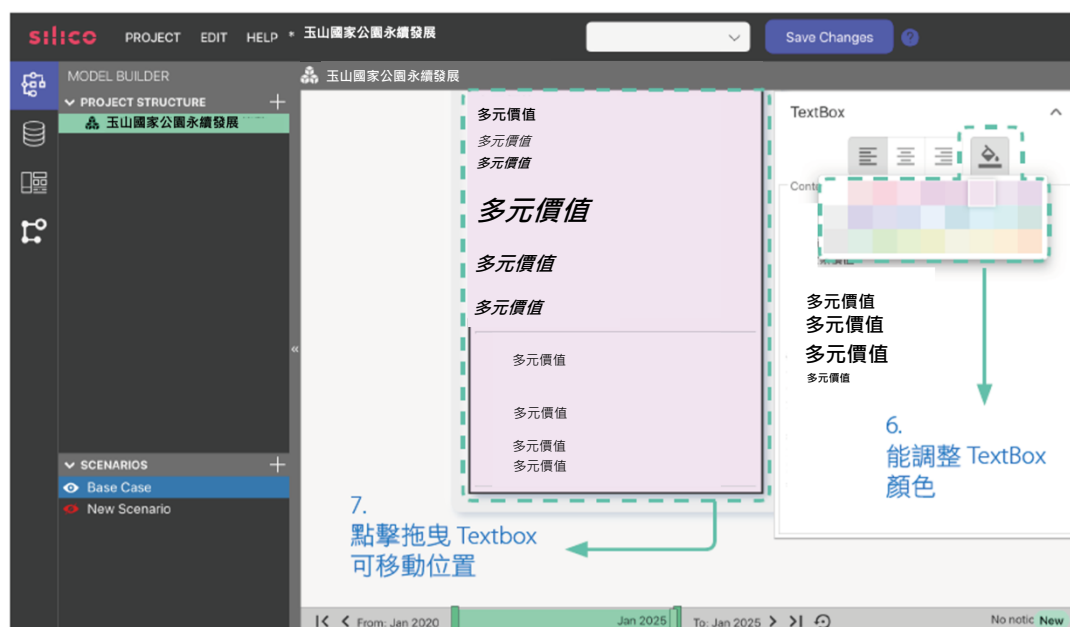 silico PROJECT EDIT HELP * 玉山國家公園永續發展 Save Changes ?
MODEL BUILDER
玉山國家公園永續發展
PROJECT STRUCTURE
玉山國家公園永續發展
多元價值
多元價值
多元價值
多元價值
多元價值
多元價值
多元價值
多元價值
多元價值
多元價值
TextBox
Conte
多元價值
多元價值
多元價值
多元價值
6.
能調整 TextBox
顏色
7.
點擊拖曳 Textbox
可移動位置
SCENARIOS
Base Case
New Scenario
From: Jan 2020 Jan 2025 To: Jan 2025 No notic New